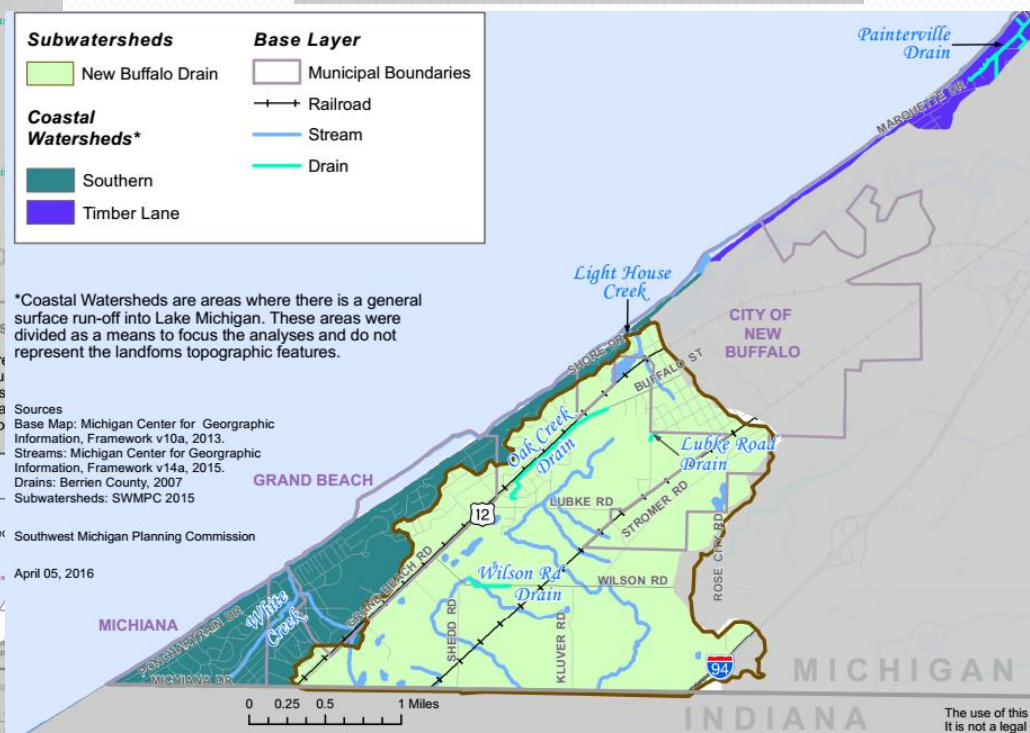 Subwatersheds
New Buffalo Drain
Coastal
Watersheds*
Southern
Timber Lane
Base Layer
Municipal Boundaries
Railroad
Stream
Drain
Painterville
Drain
MARQUETTE DR
*Coastal Watersheds are areas where there is a general
surface run-off into Lake Michigan. These areas were
divided as a means to focus the analyses and do not
represent the landfoms topographic features.
Light House
Creek
CITY OF
NEW
BUFFALO
SHORE DR
BUFFALO ST
Sources
Base Map: Michigan Center for Georgraphic
Information, Framework v10a, 2013.
Streams: Michigan Center for Georgraphic
Information, Framework v14a, 2015.
Drains: Berrien County, 2007
Subwatersheds: SWMPC 2015
Southwest Michigan Planning Commission
April 05, 2016
GRAND BEACH
Oak Creek
Drain
Lubke Road
Drain
12
LUBKE RD
STROMER RD
ROSE CITY RD
GRAND BEACH RD
Wilson Rd
Drain
WILSON RD
SHEDD RD
KLUVER RD
MICHIANA
PONCHARTRAIN DR
White
Creek
MICHIANA DR
94
MICHIGAN
INDIANA
0 0.25 0.5 1 Miles
The use of this
It is not a legal